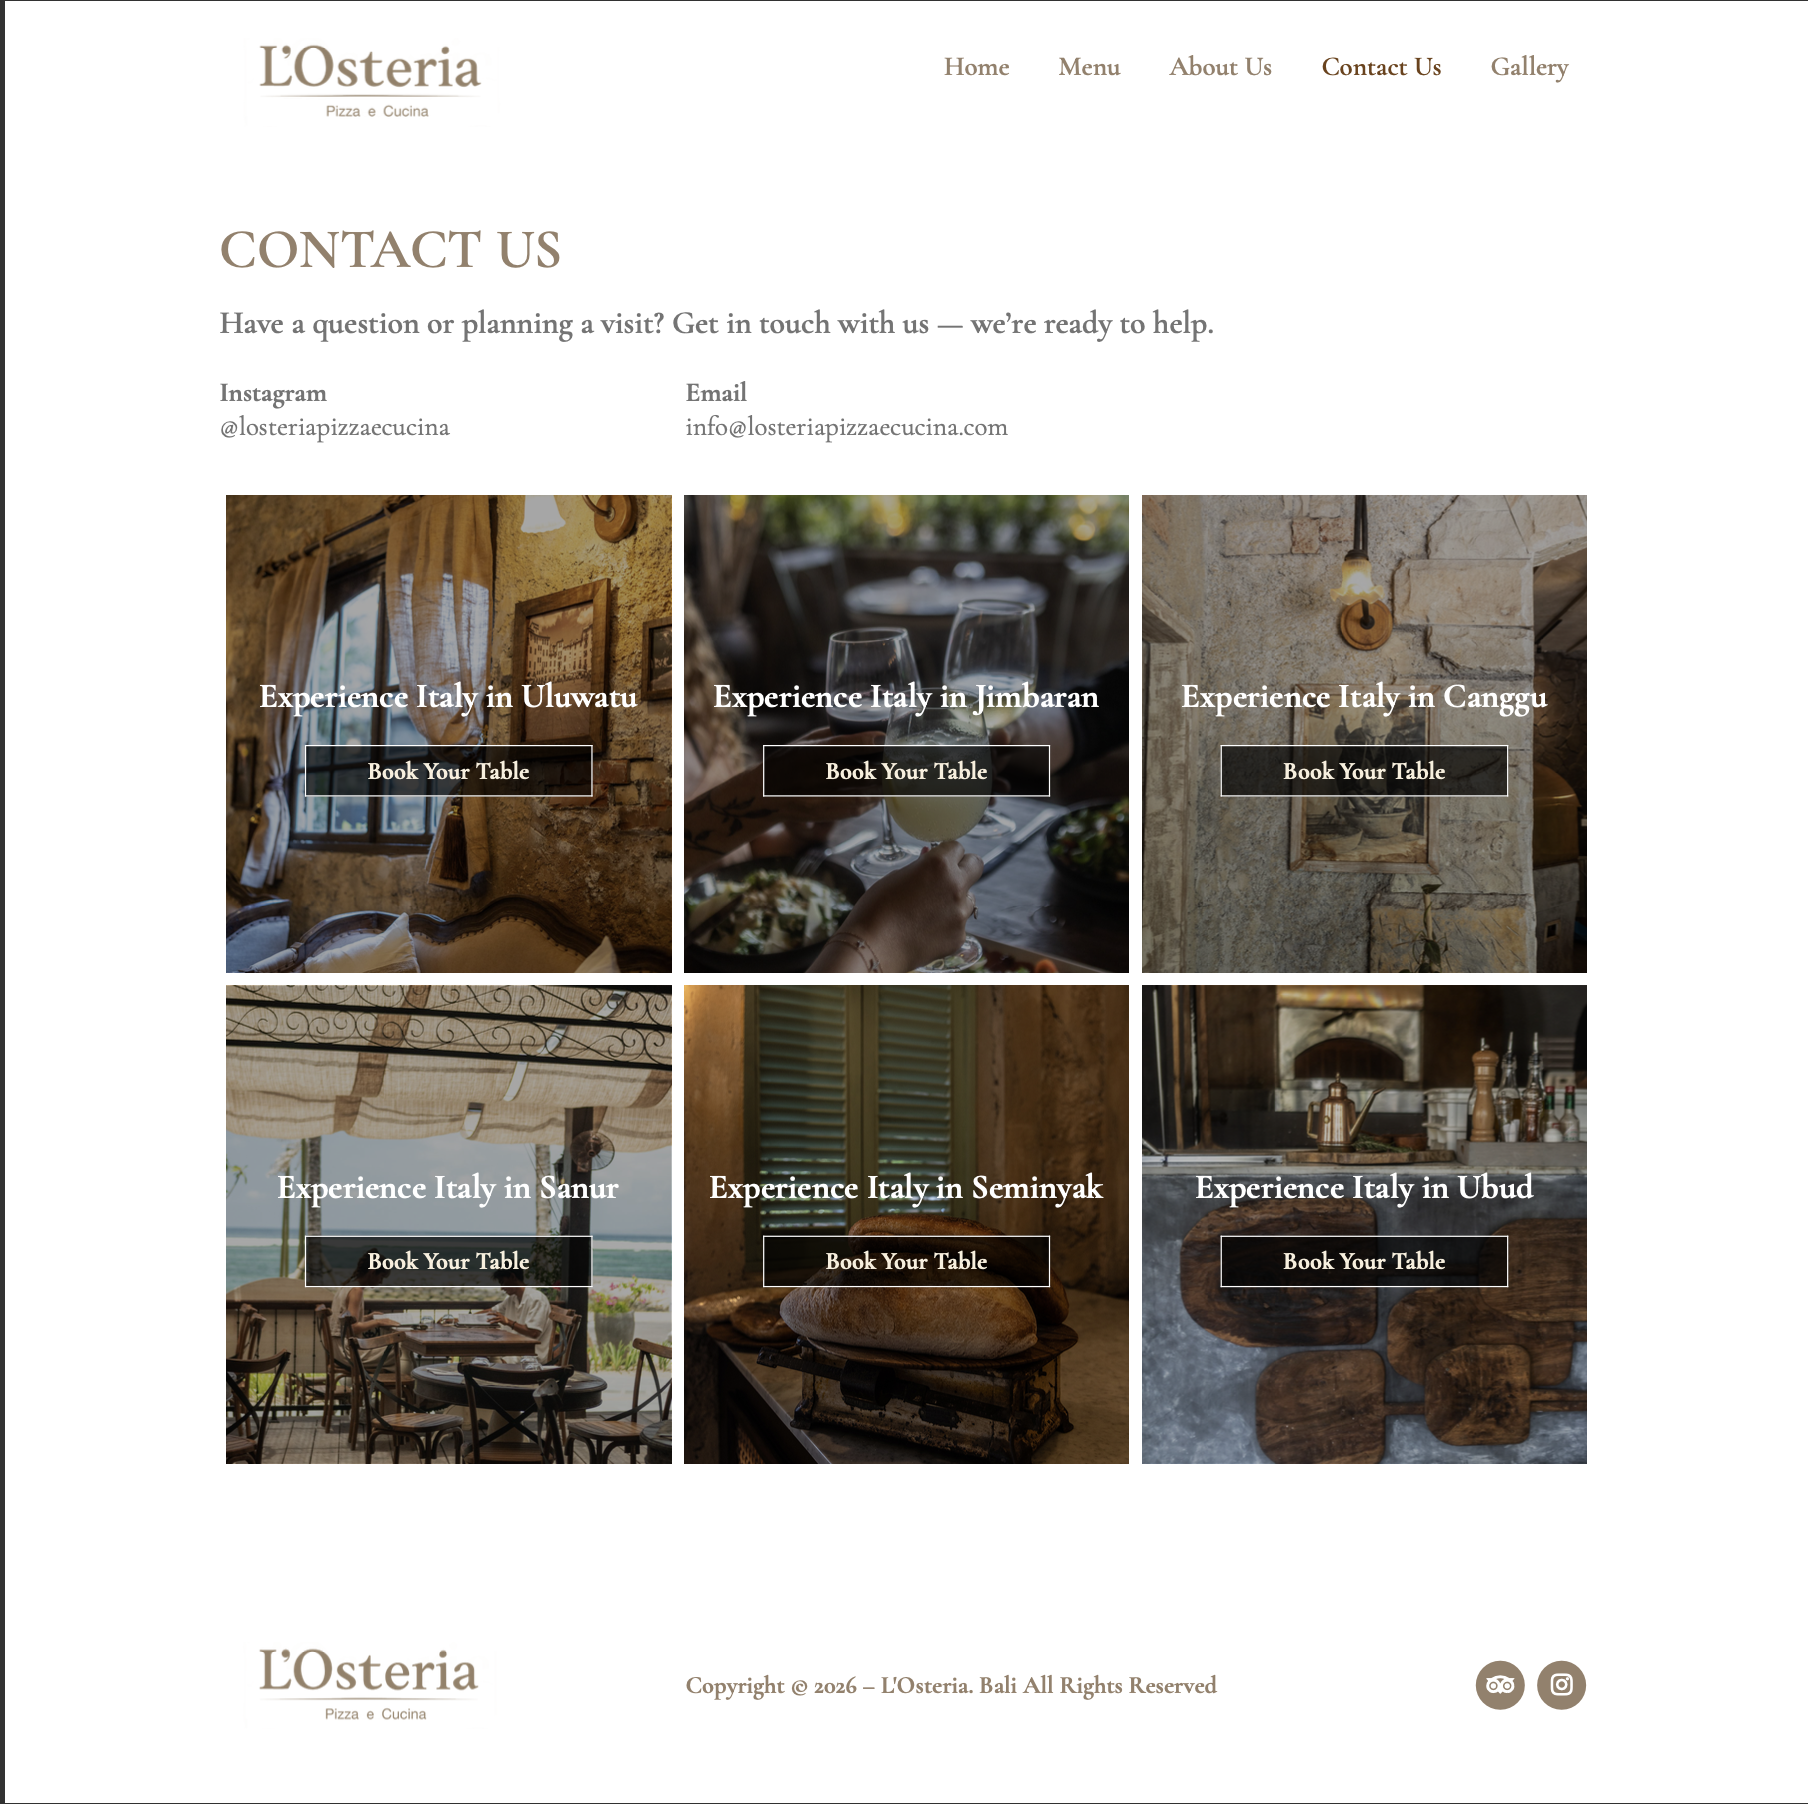 L'Osteria
Pizza e Cucina
Home Menu About Us Contact Us Gallery
CONTACT US
Have a question or planning a visit? Get in touch with us — we’re ready to help.
Instagram
@losteriapizzaecucina
Email
info@losteriapizzaecucina.com
Experience Italy in Uluwatu
Book Your Table
Experience Italy in Jimbaran
Book Your Table
Experience Italy in Canggu
Book Your Table
Experience Italy in Sanur
Book Your Table
Experience Italy in Seminyak
Book Your Table
Experience Italy in Ubud
Book Your Table
L'Osteria
Pizza e Cucina
Copyright © 2026 – L'Osteria. Bali All Rights Reserved